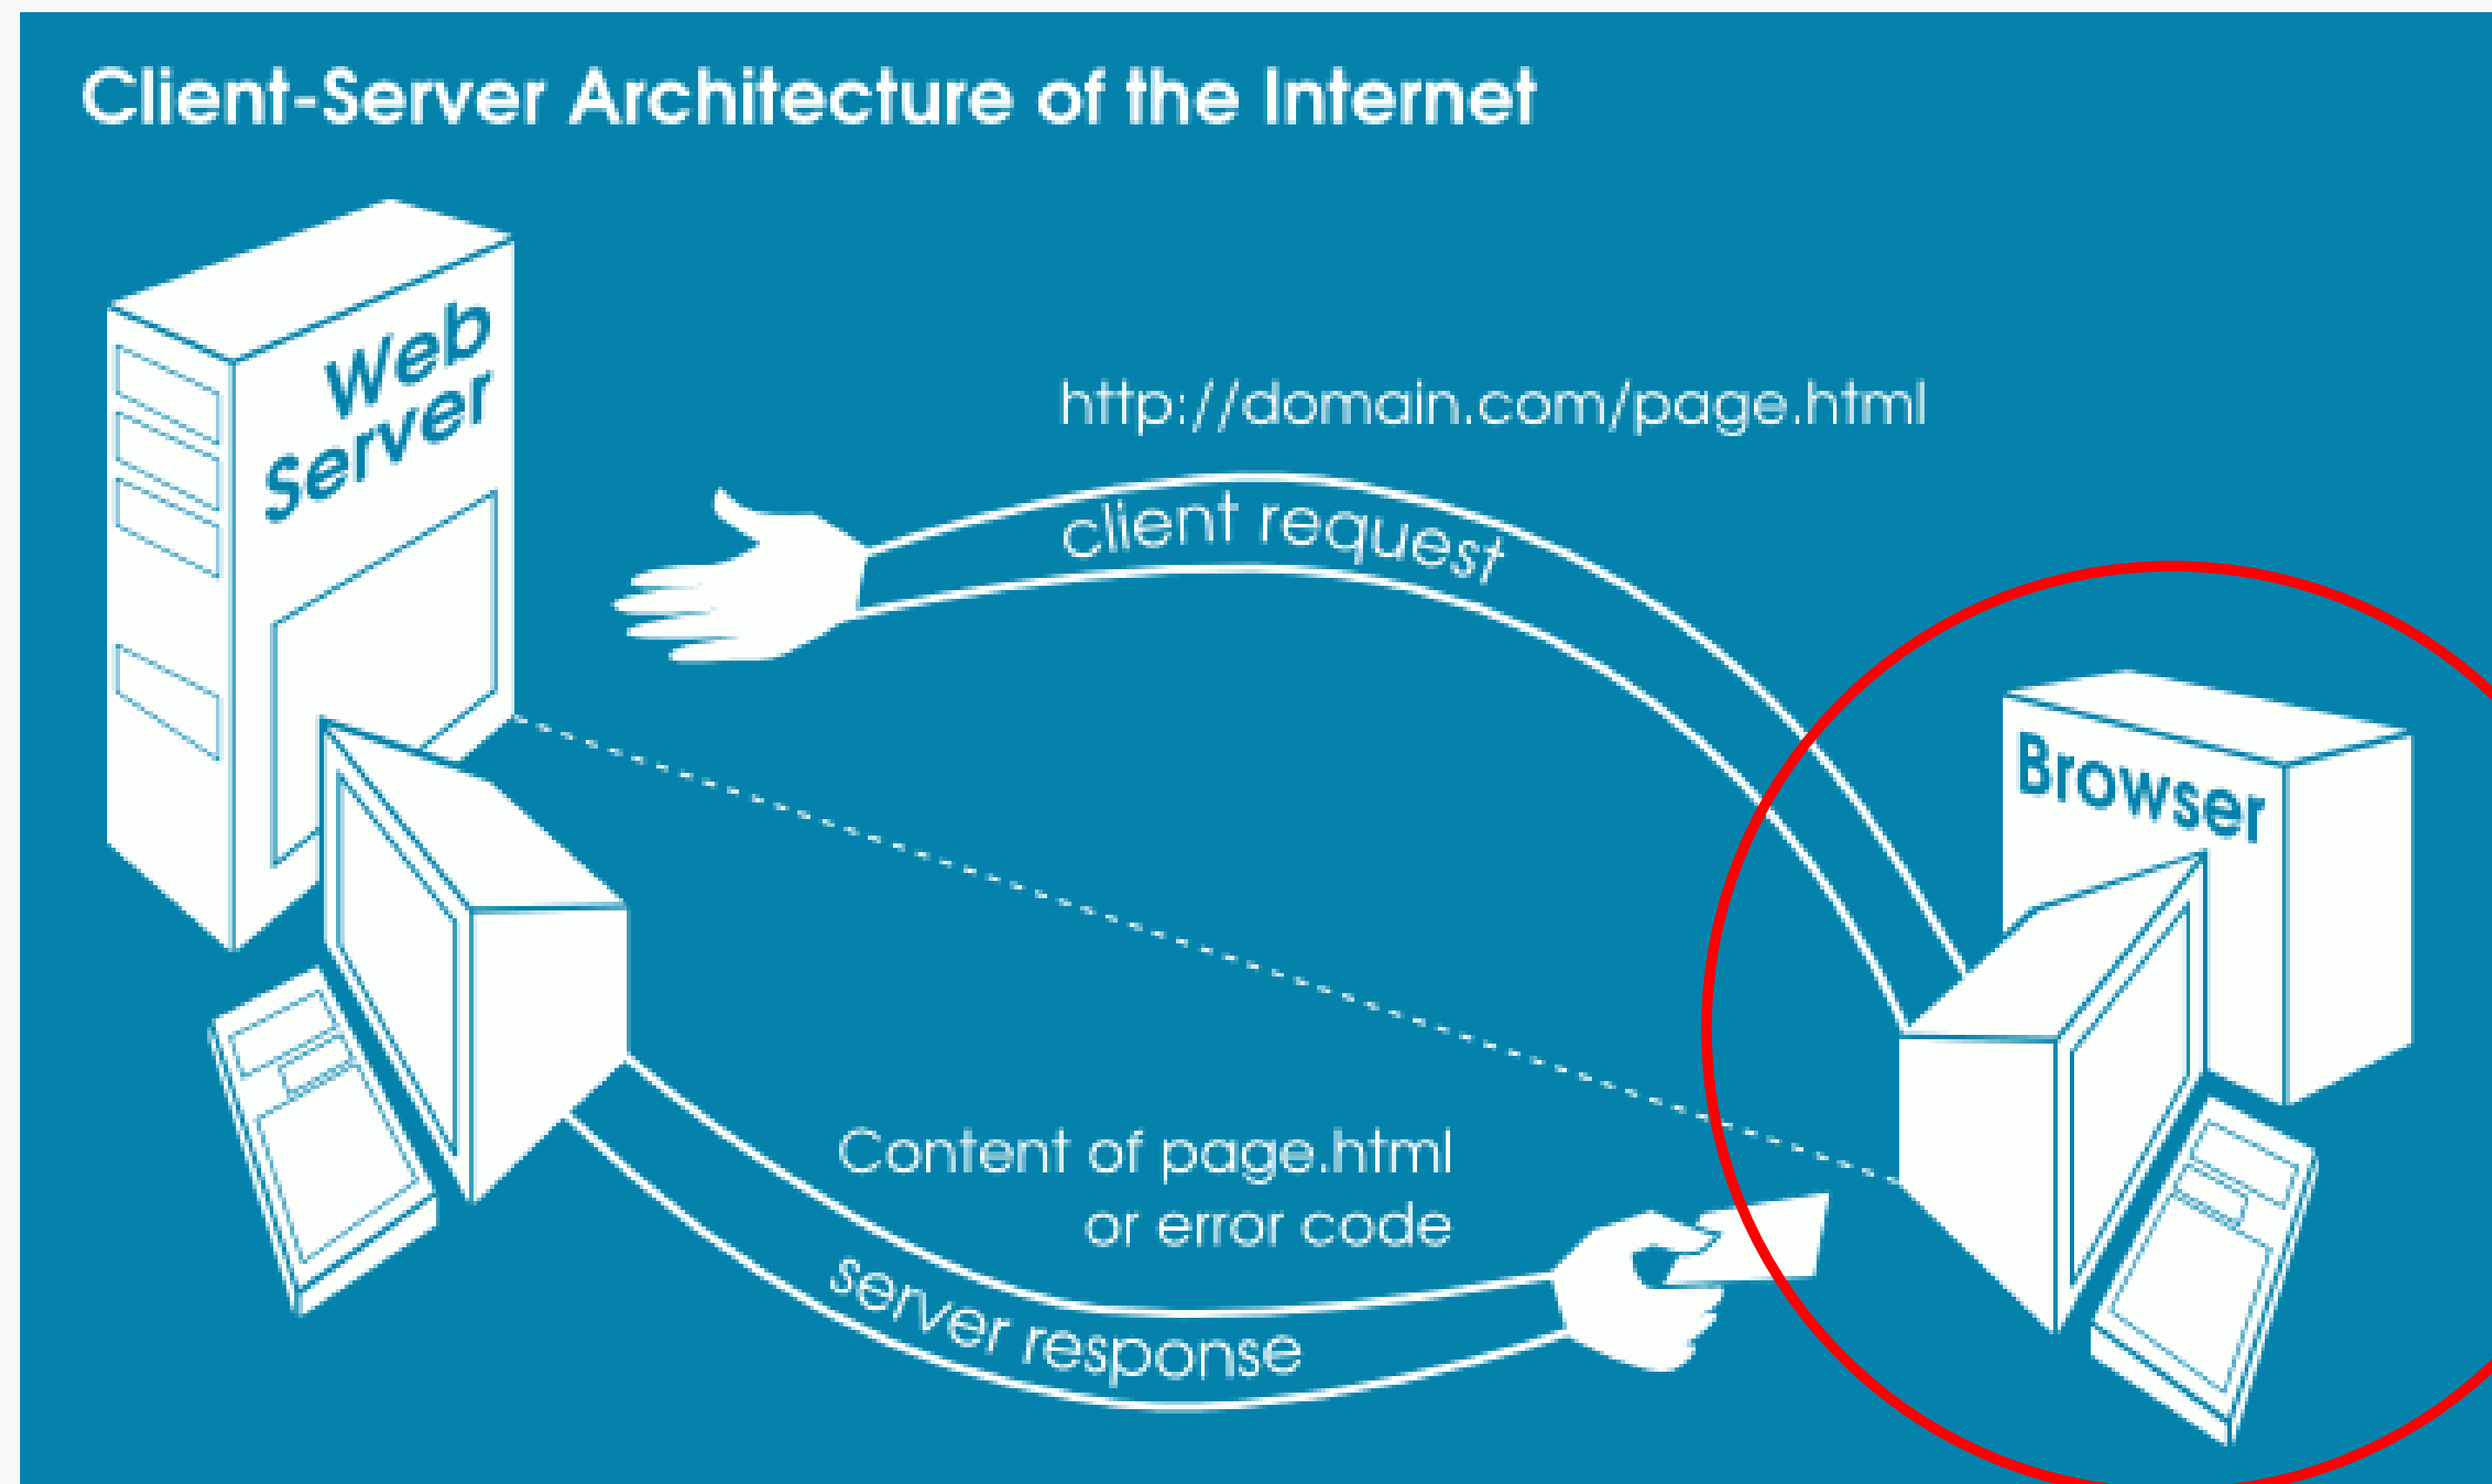 Client-Server Architecture of the Internet
Web
Server
http://domain.com/page.html
client request
Browser
Content of page.html
or error code
server response